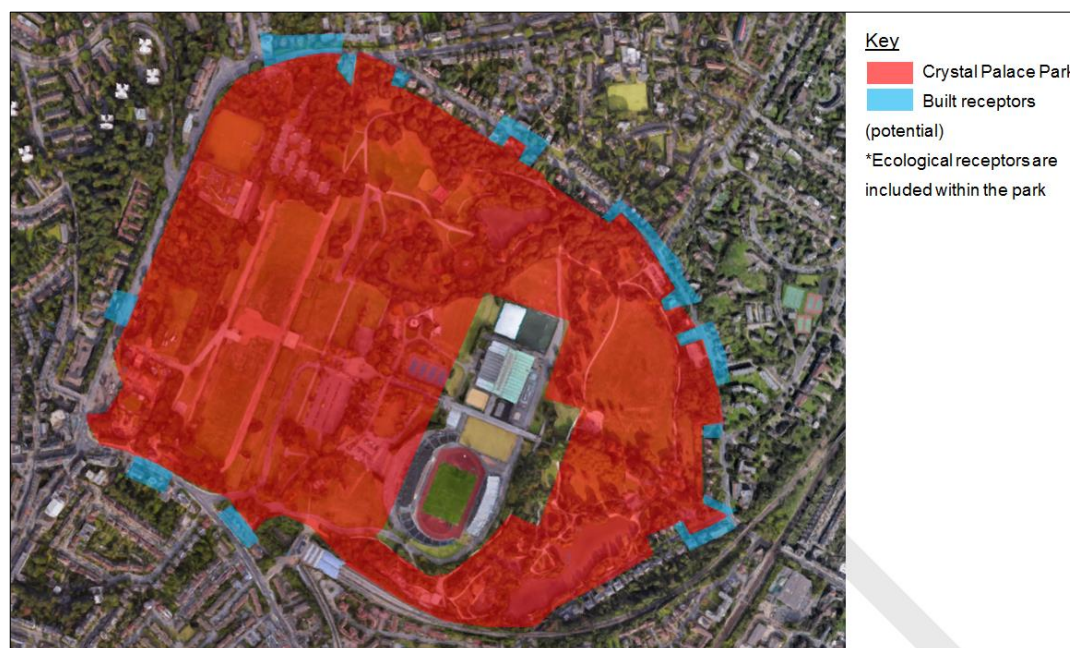 Key
Crystal Palace Park
Built receptors
(potential)
*Ecological receptors are
included within the park